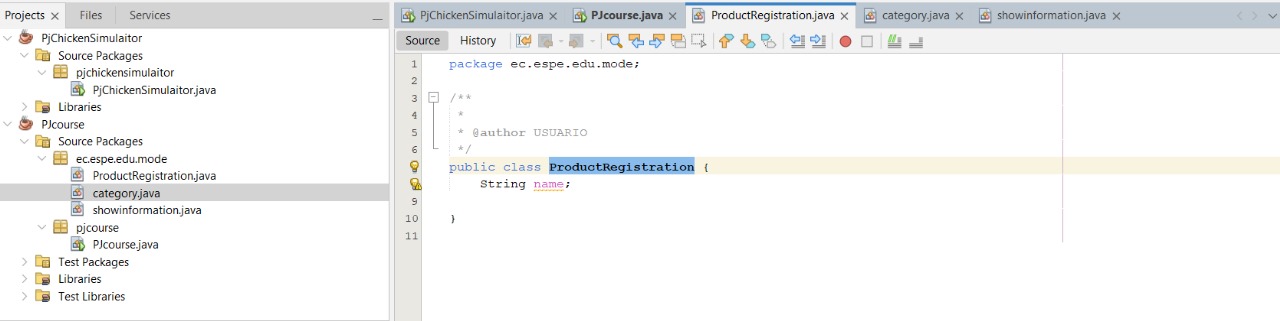 Projects × Files Services
PjChickenSimulaitor
Source Packages
pjchickensimulaitor
PjChickenSimulaitor.java
Libraries
PJcourse
Source Packages
ec.espe.edu.mode
ProductRegistration.java
category.java
showinformation.java
pjcourse
PJcourse.java
Test Packages
Libraries
Test Libraries
PjChickenSimulaitor.java × PJcourse.java × ProductRegistration.java × category.java × showinformation.java ×
Source History
1 package ec.espe.edu.mode;
2
3 /**
4 *
5 * @author USUARIO
6 */
public class ProductRegistration {
String name;
9
10 }
11